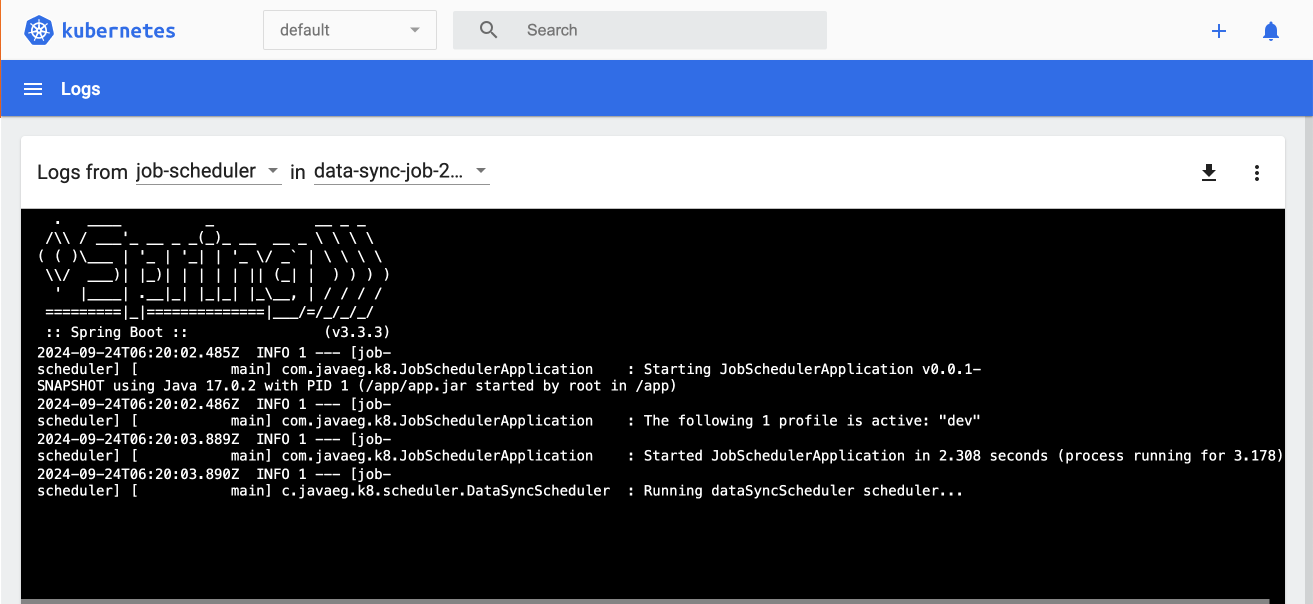 kubernetes
default
Search
Logs
Logs from job-scheduler in data-sync-job-2...
  .   ____          _            __ _ _
 /\\ / ___'_ __ _ _(_)_ __  __ _ \ \ \ \
( ( )\___ | '_ | '_| | '_ \/ _` | \ \ \ \
 \\/  ___)| |_)| | | | | || (_| |  ) ) ) )
  '  |____| .__|_| |_|_| |_\__, | / / / /
 =========|_|==============|___/=/_/_/_/
 :: Spring Boot ::                (v3.3.3)
2024-09-24T06:20:02.485Z  INFO 1 --- [job-
scheduler] [           main] com.javaeg.k8.JobSchedulerApplication    : Starting JobSchedulerApplication v0.0.1-
SNAPSHOT using Java 17.0.2 with PID 1 (/app/app.jar started by root in /app)
2024-09-24T06:20:02.486Z  INFO 1 --- [job-
scheduler] [           main] com.javaeg.k8.JobSchedulerApplication    : The following 1 profile is active: "dev"
2024-09-24T06:20:03.889Z  INFO 1 --- [job-
scheduler] [           main] com.javaeg.k8.JobSchedulerApplication    : Started JobSchedulerApplication in 2.308 seconds (process running for 3.178)
2024-09-24T06:20:03.890Z  INFO 1 --- [job-
scheduler] [           main] c.javaeg.k8.scheduler.DataSyncScheduler  : Running dataSyncScheduler scheduler...